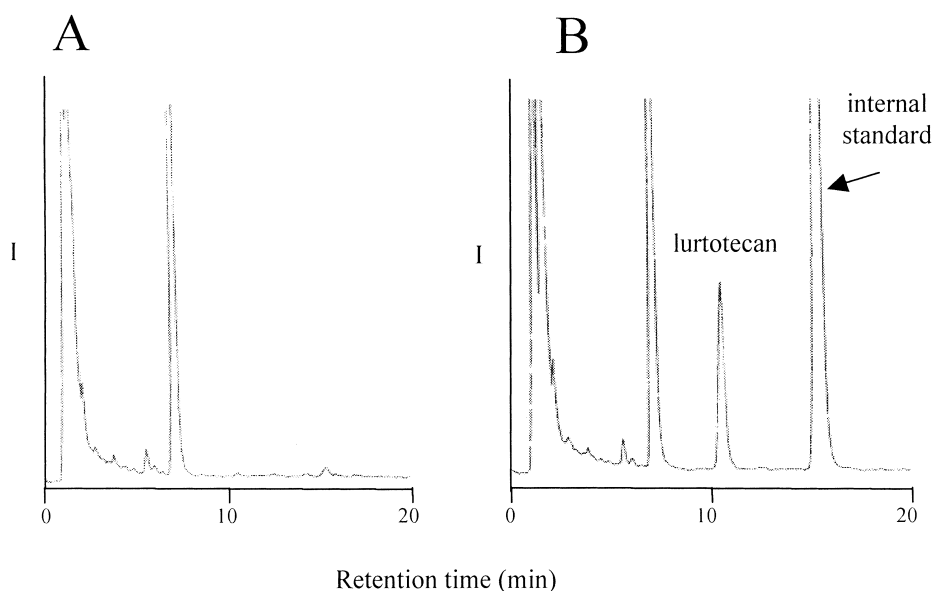 A
B
internal
standard
I
I
lurtotecan
0
10
20
0
10
20
Retention time (min)